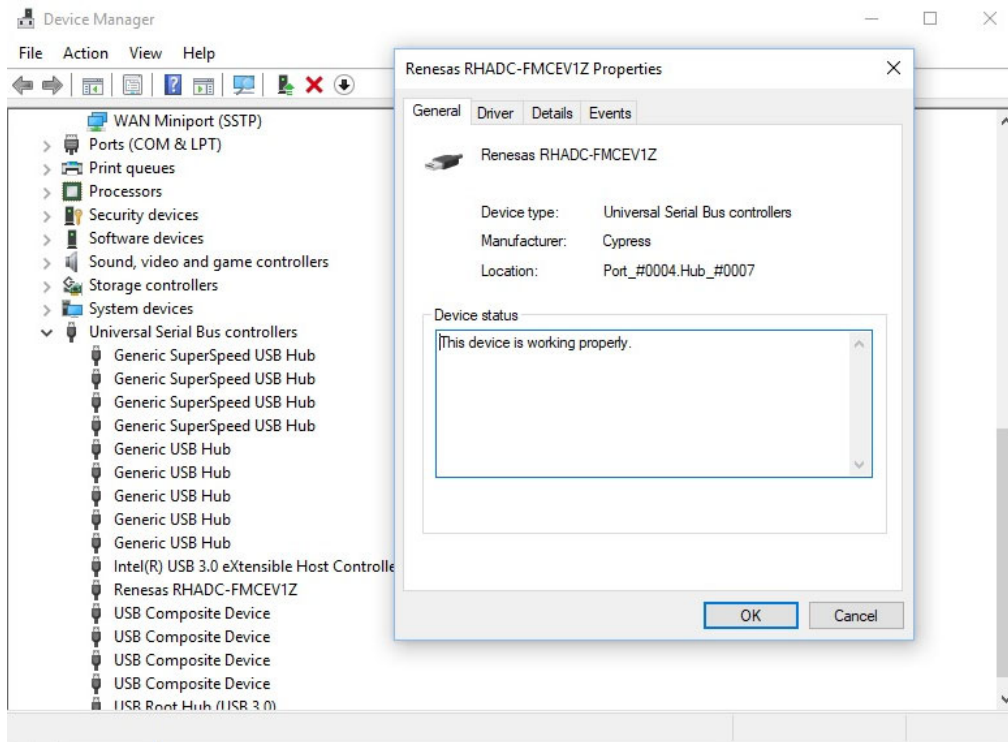 Device Manager
File Action View Help
WAN Miniport (SSTP)
Ports (COM & LPT)
Print queues
Processors
Security devices
Software devices
Sound, video and game controllers
Storage controllers
System devices
Universal Serial Bus controllers
Generic SuperSpeed USB Hub
Generic SuperSpeed USB Hub
Generic SuperSpeed USB Hub
Generic SuperSpeed USB Hub
Generic USB Hub
Generic USB Hub
Generic USB Hub
Generic USB Hub
Generic USB Hub
Intel(R) USB 3.0 eXtensible Host Controlle
Renesas RHADC-FMCEV1Z
USB Composite Device
USB Composite Device
USB Composite Device
USB Composite Device
USB Root Hub (USB 3.0)
Renesas RHADC-FMCEV1Z Properties
General Driver Details Events
Renesas RHADC-FMCEV1Z
Device type: Universal Serial Bus controllers
Manufacturer: Cypress
Location: Port_#0004.Hub_#0007
Device status
This device is working properly.
OK Cancel